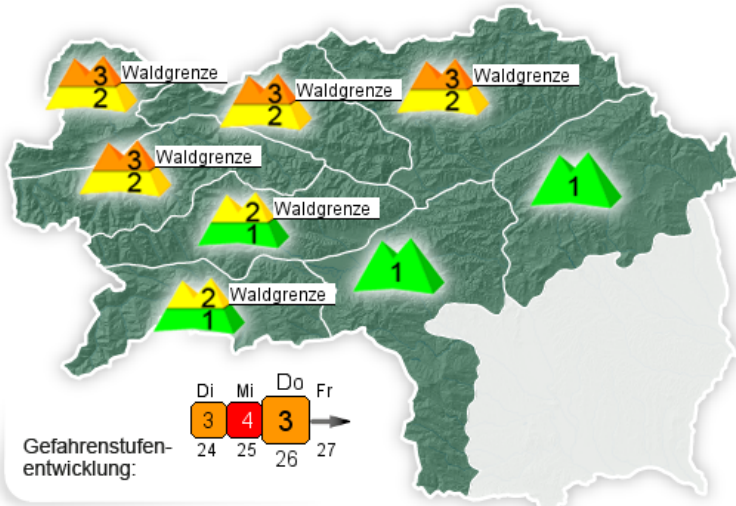 3 Waldgrenze
2
3 Waldgrenze
2
3 Waldgrenze
2
3 Waldgrenze
2
1
2 Waldgrenze
1
1
2 Waldgrenze
1
Di Mi Do Fr
3 4 3
24 25 26 27
Gefahrenstufen-
entwicklung: